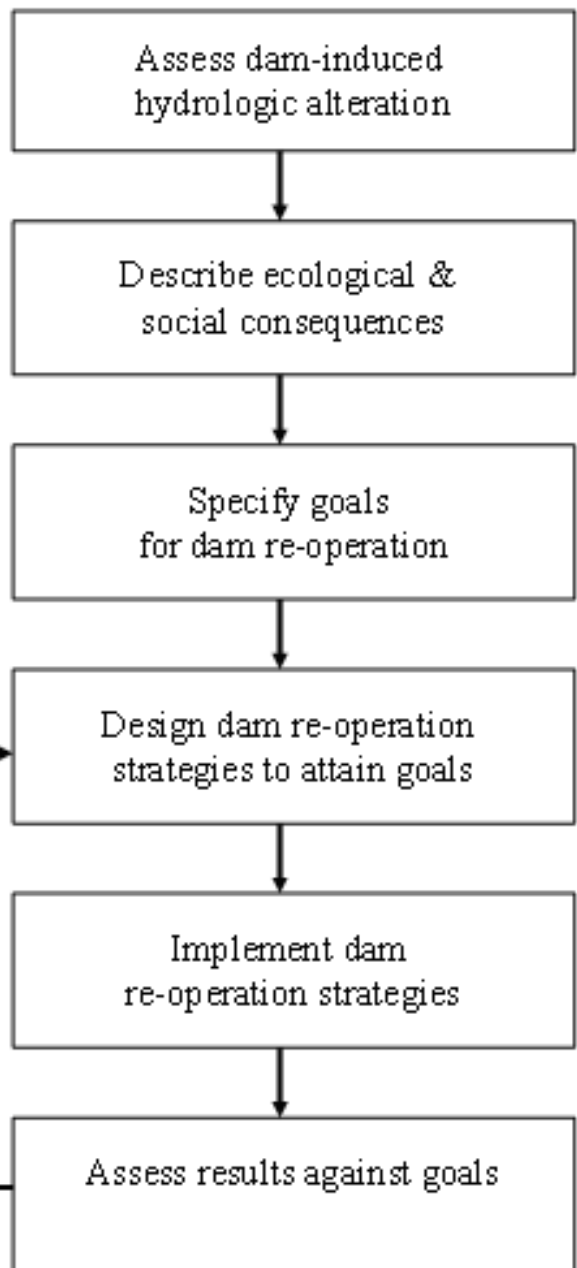 Assess dam-induced
hydrologic alteration
Describe ecological &
social consequences
Specify goals
for dam re-operation
Design dam re-operation
strategies to attain goals
Implement dam
re-operation strategies
Assess results against goals